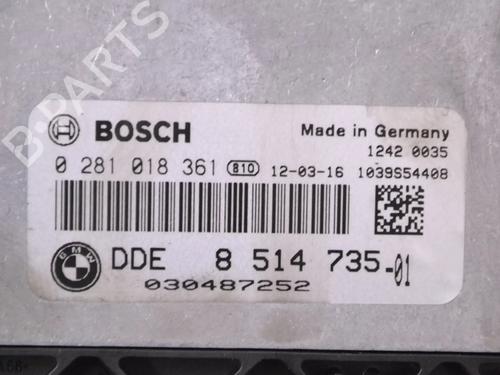 B-PARTS
BOSCH
Made in Germany
1242 0035
0 281 018 361 810 12-03-16 1039S54408
BMW
DDE 8 514 735-01
030487252